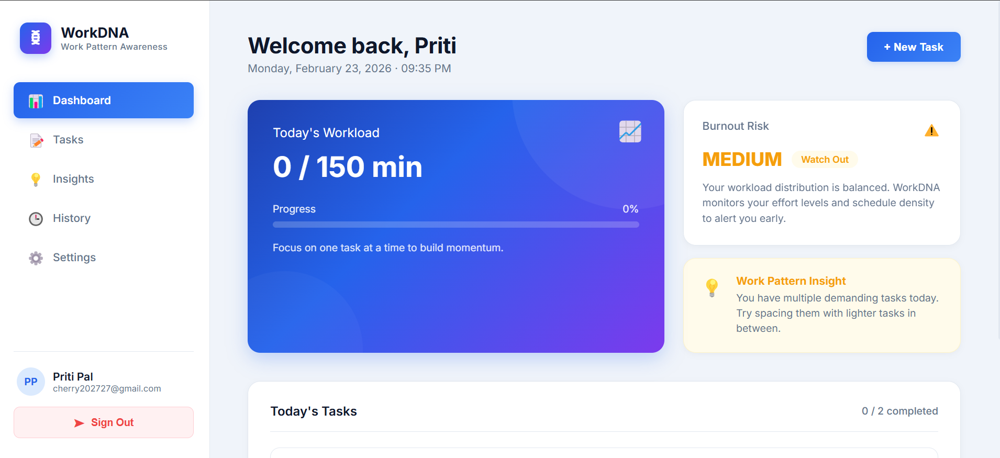 WorkDNA
Work Pattern Awareness
Dashboard
Tasks
Insights
History
Settings
PP
Priti Pal
cherry202727@gmail.com
Sign Out
Welcome back, Priti
Monday, February 23, 2026 · 09:35 PM
+ New Task
Today's Workload
0 / 150 min
Progress
0%
Focus on one task at a time to build momentum.
Burnout Risk
MEDIUM
Watch Out
Your workload distribution is balanced. WorkDNA
monitors your effort levels and schedule density
to alert you early.
Work Pattern Insight
You have multiple demanding tasks today.
Try spacing them with lighter tasks in
between.
Today's Tasks
0 / 2 completed